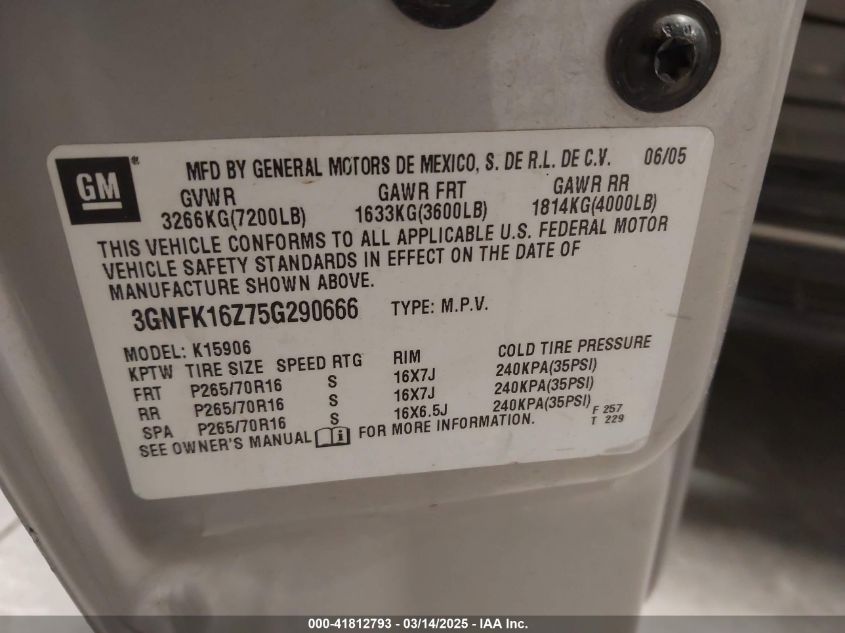 GM ® MFD BY GENERAL MOTORS DE MEXICO, S. DE R.L. DE C.V. 06/05
GVWR GAWR FRT GAWR RR
3266KG(7200LB) 1633KG(3600LB) 1814KG(4000LB)
THIS VEHICLE CONFORMS TO ALL APPLICABLE U.S. FEDERAL MOTOR
VEHICLE SAFETY STANDARDS IN EFFECT ON THE DATE OF
MANUFACTURE SHOWN ABOVE.
3GNFK16Z75G290666 TYPE: M.P.V.
MODEL: K15906
KPTW TIRE SIZE SPEED RTG RIM COLD TIRE PRESSURE
FRT P265/70R16 S 16X7J 240KPA(35PSI)
RR P265/70R16 S 16X7J 240KPA(35PSI)
SPA P265/70R16 S 16X6.5J 240KPA(35PSI)
SEE OWNER'S MANUAL i FOR MORE INFORMATION.
F 257
T 229
000-41812793 - 03/14/2025 - IAA Inc.